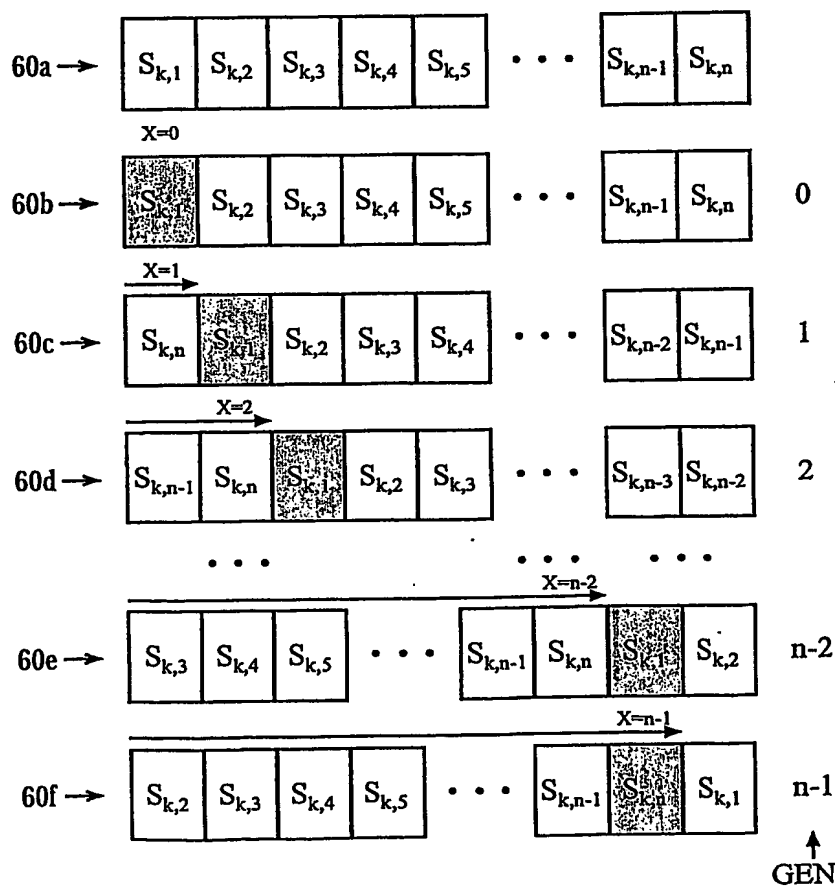 60a → S_{k,1} S_{k,2} S_{k,3} S_{k,4} S_{k,5} • • • S_{k,n-1} S_{k,n}
X=0
60b → S_{k,1} S_{k,2} S_{k,3} S_{k,4} S_{k,5} • • • S_{k,n-1} S_{k,n} 0
X=1
60c → S_{k,n} S_{k,1} S_{k,2} S_{k,3} S_{k,4} • • • S_{k,n-2} S_{k,n-1} 1
X=2
60d → S_{k,n-1} S_{k,n} S_{k,1} S_{k,2} S_{k,3} • • • S_{k,n-3} S_{k,n-2} 2
• • • • • • • • •
X=n-2
60e → S_{k,3} S_{k,4} S_{k,5} • • • S_{k,n-1} S_{k,n} S_{k,1} S_{k,2} n-2
X=n-1
60f → S_{k,2} S_{k,3} S_{k,4} S_{k,5} • • • S_{k,n-1} S_{k,n} S_{k,1} n-1
GEN